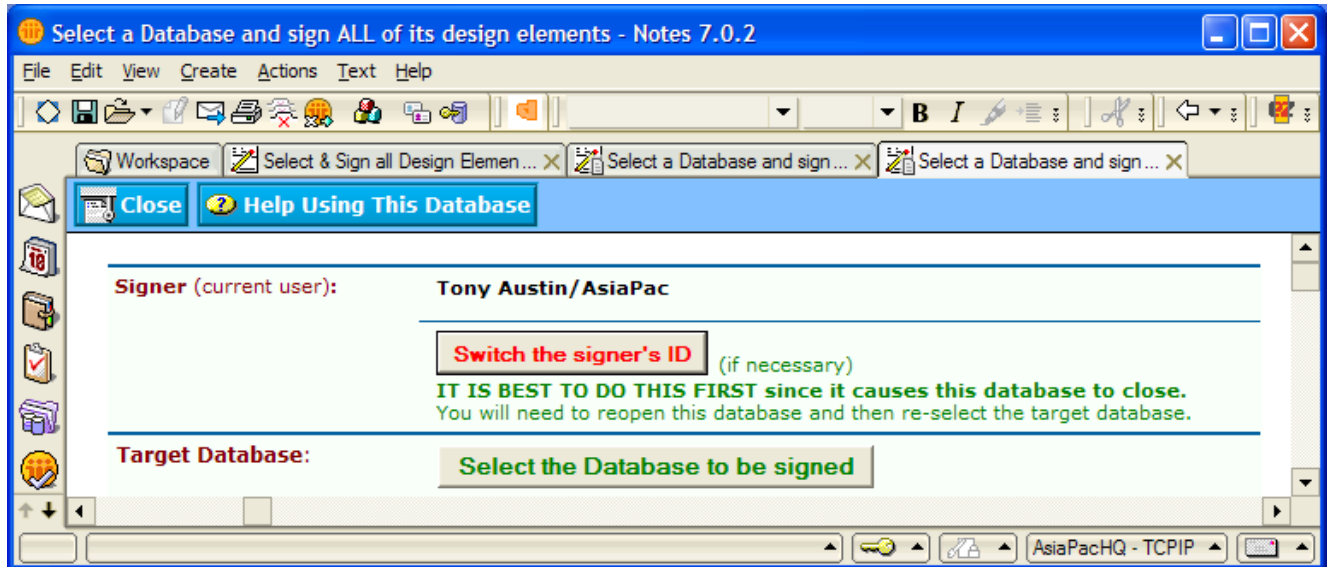 Select a Database and sign ALL of its design elements - Notes 7.0.2
File Edit View Create Actions Text Help
B I
Workspace Select & Sign all Design Elemen ... Select a Database and sign ... Select a Database and sign ...
Close Help Using This Database
Signer (current user): Tony Austin/AsiaPac
Switch the signer's ID (if necessary)
IT IS BEST TO DO THIS FIRST since it causes this database to close.
You will need to reopen this database and then re-select the target database.
Target Database: Select the Database to be signed
AsiaPacHQ - TCPIP